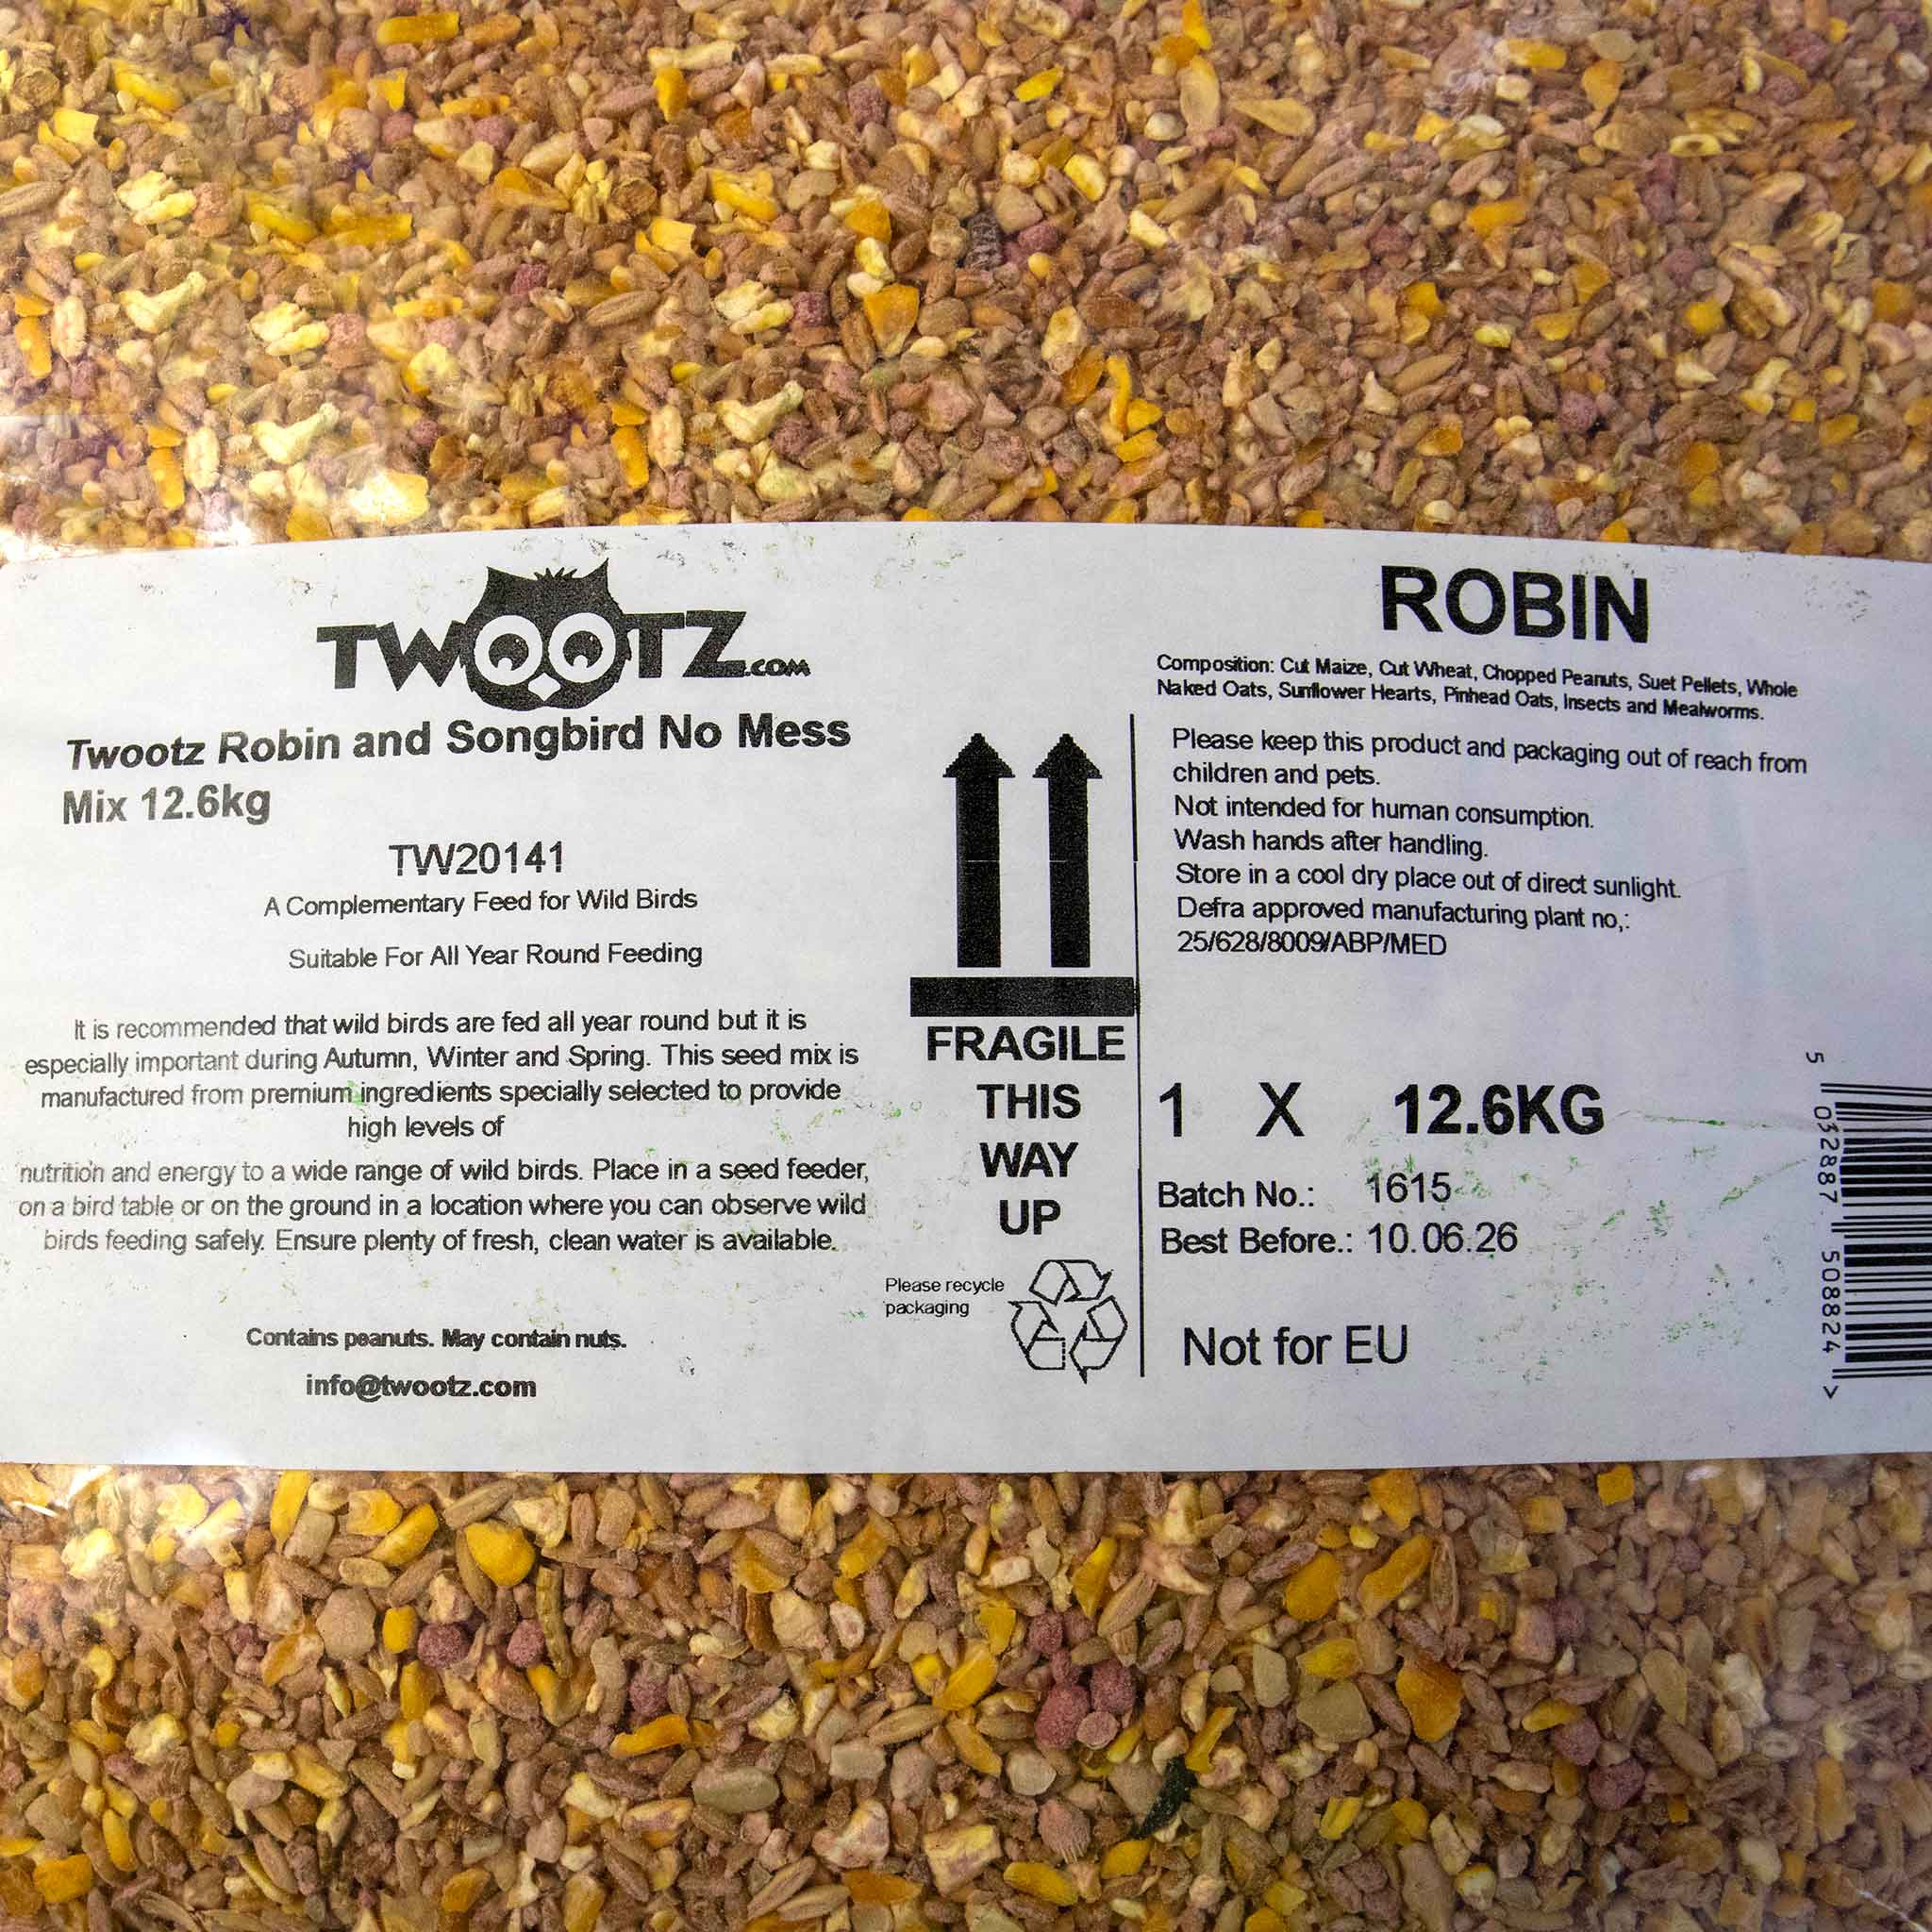 TWOOTZ.COM
Twootz Robin and Songbird No Mess
Mix 12.6kg
TW20141
A Complementary Feed for Wild Birds
Suitable For All Year Round Feeding
It is recommended that wild birds are fed all year round but it is
especially important during Autumn, Winter and Spring. This seed mix is
manufactured from premium ingredients specially selected to provide
high levels of
nutrition and energy to a wide range of wild birds. Place in a seed feeder,
on a bird table or on the ground in a location where you can observe wild
birds feeding safely. Ensure plenty of fresh, clean water is available.
Contains peanuts. May contain nuts.
info@twootz.com
FRAGILE
THIS
WAY
UP
Please recycle
packaging
ROBIN
Composition: Cut Maize, Cut Wheat, Chopped Peanuts, Suet Pellets, Whole
Naked Oats, Sunflower Hearts, Pinhead Oats, Insects and Mealworms.
Please keep this product and packaging out of reach from
children and pets.
Not intended for human consumption.
Wash hands after handling.
Store in a cool dry place out of direct sunlight.
Defra approved manufacturing plant no,:
25/628/8009/ABP/MED
1 X 12.6KG
Batch No.: 1615
Best Before.: 10.06.26
Not for EU
5 032887 508824 >